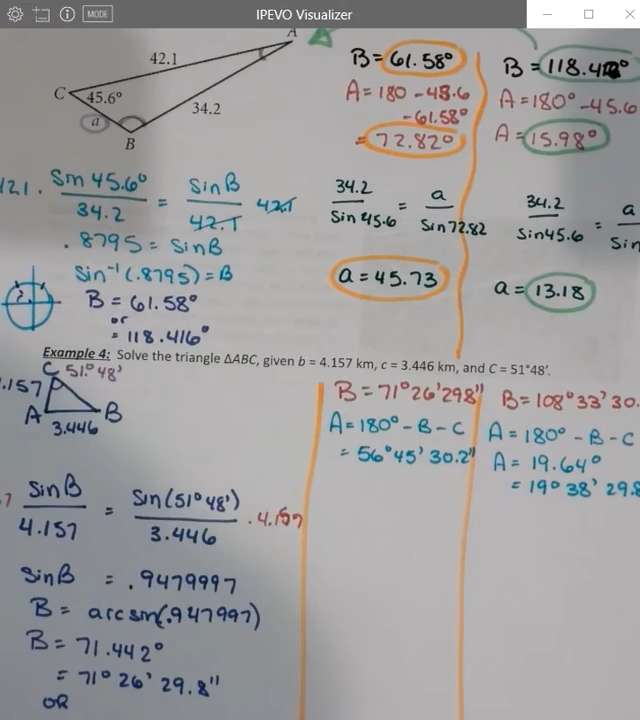 MODE
IPEVO Visualizer
A
42.1
C
45.6°
a
34.2
B
B = 61.58°
A = 180 - 48.6
- 61.58°
= 72.82°
B = 118.4°
A = 180° - 45.6
A = 15.98°
Sin 45.6° / 34.2 = Sin B / 42.1 42.1
.8795 = Sin B
Sin⁻¹(.8795) = B
B = 61.58°
or
= 118.416°
34.2 / Sin 45.6 = a / Sin 72.82
a = 45.73
34.2 / Sin 45.6 = a / Sin
a = 13.18
Example 4: Solve the triangle ΔABC, given b = 4.157 km, c = 3.446 km, and C = 51°48'.
C 51°48'
.157
A
B
3.446
Sin B / 4.157 = Sin(51°48') / 3.446 . 4.157
Sin B = .9479997
B = arcsin(.947997)
B = 71.442°
= 71° 26' 29.8"
OR
B = 71°26'29.8"
A = 180° - B - C
= 56° 45' 30.2"
B = 108° 33' 30.
A = 180° - B - C
A = 19.64°
= 19° 38' 29.8